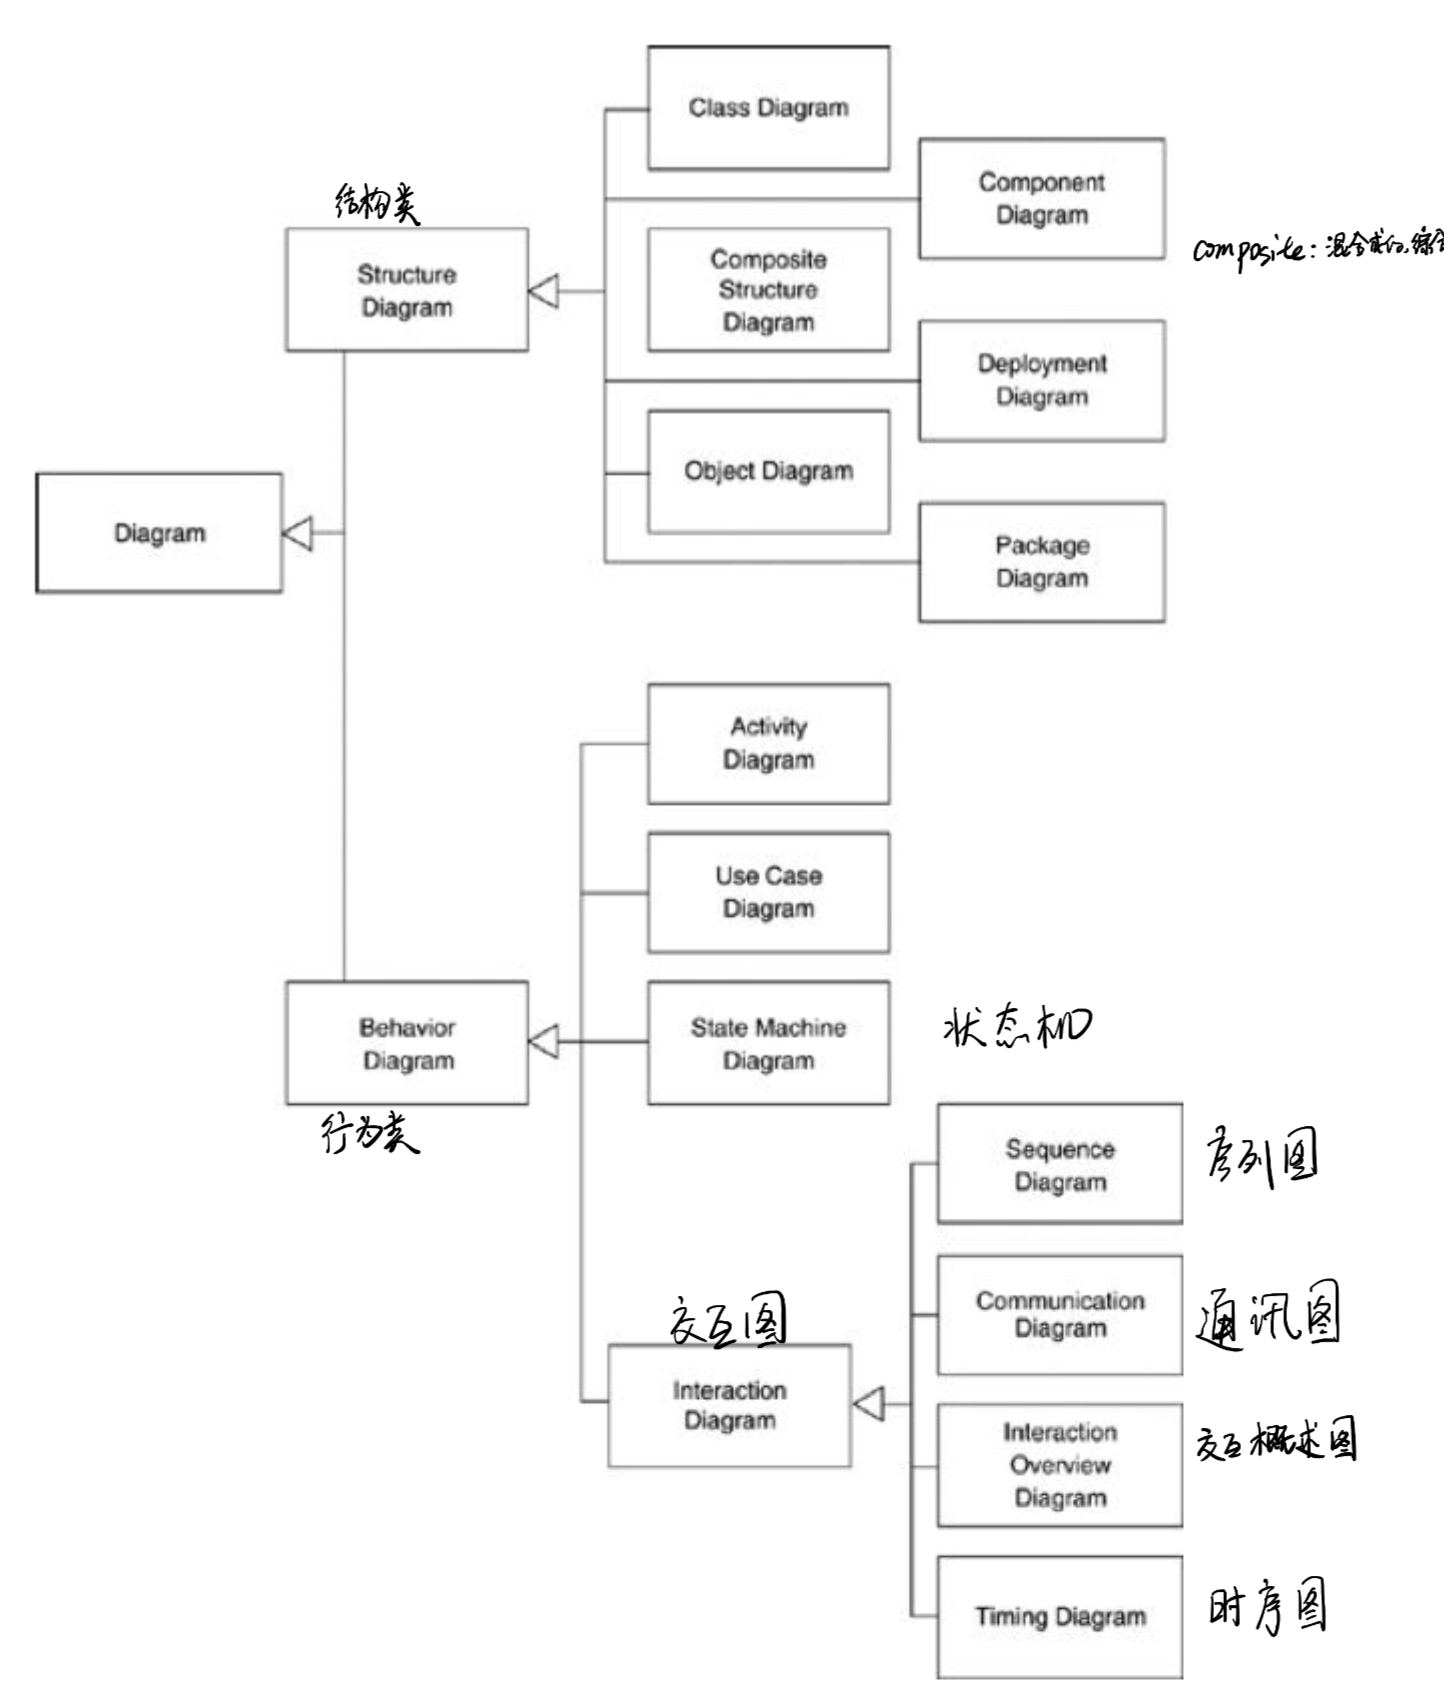 Class Diagram
Component
Diagram
结构类
Structure
Diagram
Composite
Structure
Diagram
composite: 混合成的,综合
Deployment
Diagram
Object Diagram
Diagram
Package
Diagram
Activity
Diagram
Use Case
Diagram
Behavior
Diagram
行为类
State Machine
Diagram
状态机
Sequence
Diagram
序列图
Communication
Diagram
通讯图
交互图
Interaction
Diagram
Interaction
Overview
Diagram
交互概述图
Timing Diagram
时序图